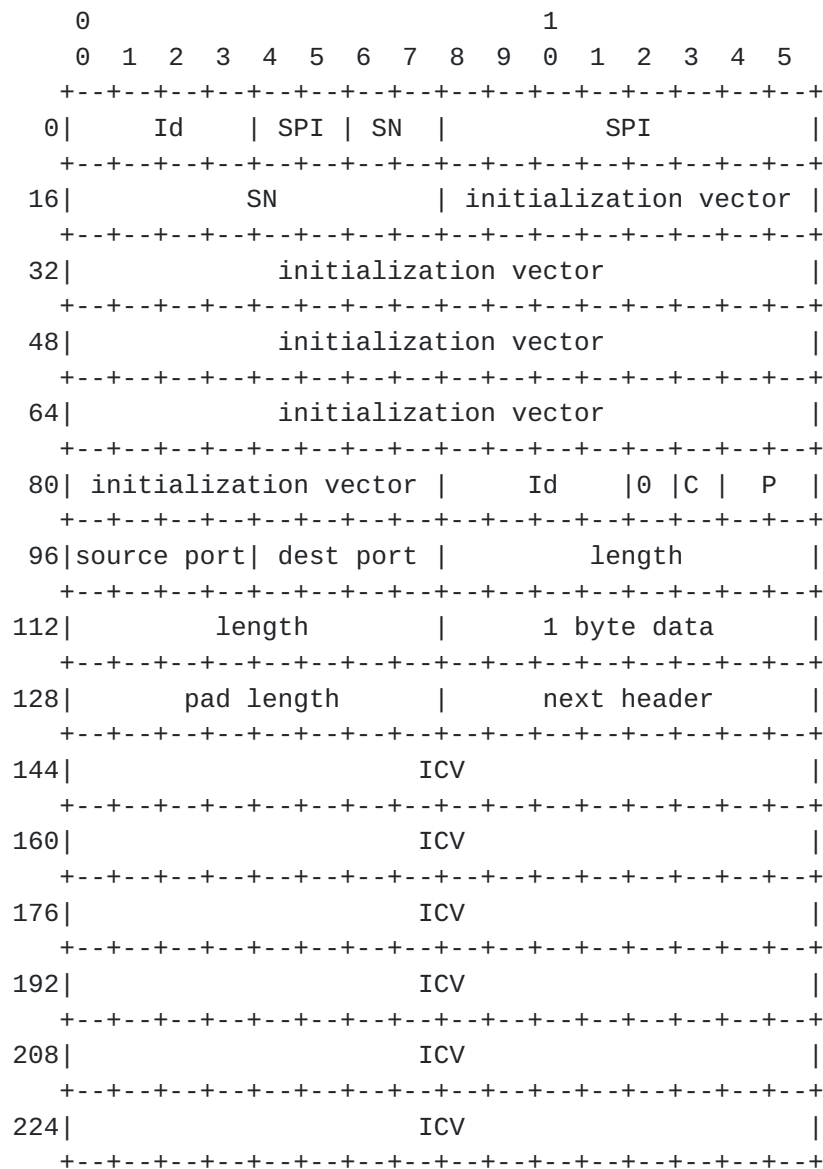 0                             1
0  1  2  3  4  5  6  7  8  9  0  1  2  3  4  5
+--+--+--+--+--+--+--+--+--+--+--+--+--+--+--+--+
0|     Id    | SPI | SN  |          SPI          |
+--+--+--+--+--+--+--+--+--+--+--+--+--+--+--+--+
16|           SN          | initialization vector |
+--+--+--+--+--+--+--+--+--+--+--+--+--+--+--+--+
32|             initialization vector             |
+--+--+--+--+--+--+--+--+--+--+--+--+--+--+--+--+
48|             initialization vector             |
+--+--+--+--+--+--+--+--+--+--+--+--+--+--+--+--+
64|             initialization vector             |
+--+--+--+--+--+--+--+--+--+--+--+--+--+--+--+--+
80| initialization vector |     Id    |0 |C |  P  |
+--+--+--+--+--+--+--+--+--+--+--+--+--+--+--+--+
96|source port| dest port |         length        |
+--+--+--+--+--+--+--+--+--+--+--+--+--+--+--+--+
112|         length        |      1 byte data      |
+--+--+--+--+--+--+--+--+--+--+--+--+--+--+--+--+
128|       pad length      |      next header      |
+--+--+--+--+--+--+--+--+--+--+--+--+--+--+--+--+
144|                      ICV                      |
+--+--+--+--+--+--+--+--+--+--+--+--+--+--+--+--+
160|                      ICV                      |
+--+--+--+--+--+--+--+--+--+--+--+--+--+--+--+--+
176|                      ICV                      |
+--+--+--+--+--+--+--+--+--+--+--+--+--+--+--+--+
192|                      ICV                      |
+--+--+--+--+--+--+--+--+--+--+--+--+--+--+--+--+
208|                      ICV                      |
+--+--+--+--+--+--+--+--+--+--+--+--+--+--+--+--+
224|                      ICV                      |
+--+--+--+--+--+--+--+--+--+--+--+--+--+--+--+--+